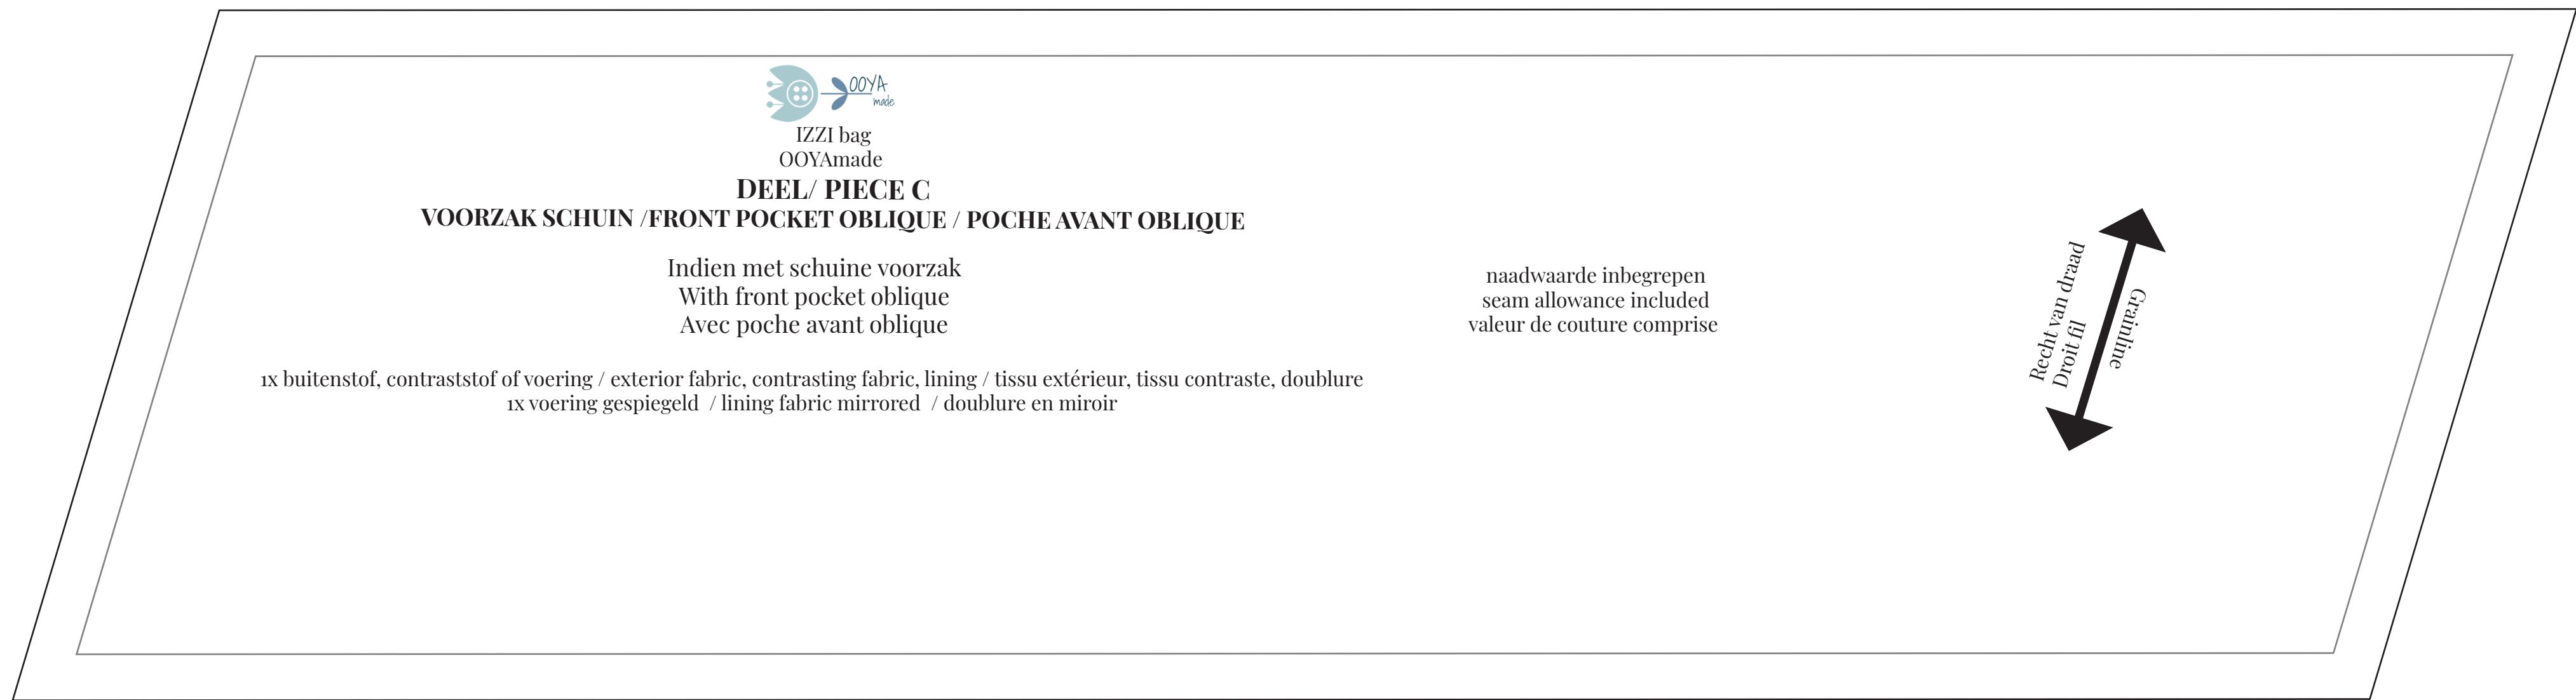 OOYA
made
IZZI bag
OOYAmade
DEEL/ PIECE C
VOORZAK SCHUIN /FRONT POCKET OBLIQUE / POCHE AVANT OBLIQUE
Indien met schuine voorzak
With front pocket oblique
Avec poche avant oblique
naadwaarde inbegrepen
seam allowance included
valeur de couture comprise
1x buitenstof, contraststof of voering / exterior fabric, contrasting fabric, lining / tissu extérieur, tissu contraste, doublure
1x voering gespiegeld / lining fabric mirrored / doublure en miroir
Recht van draad
Droit fil
Grainline